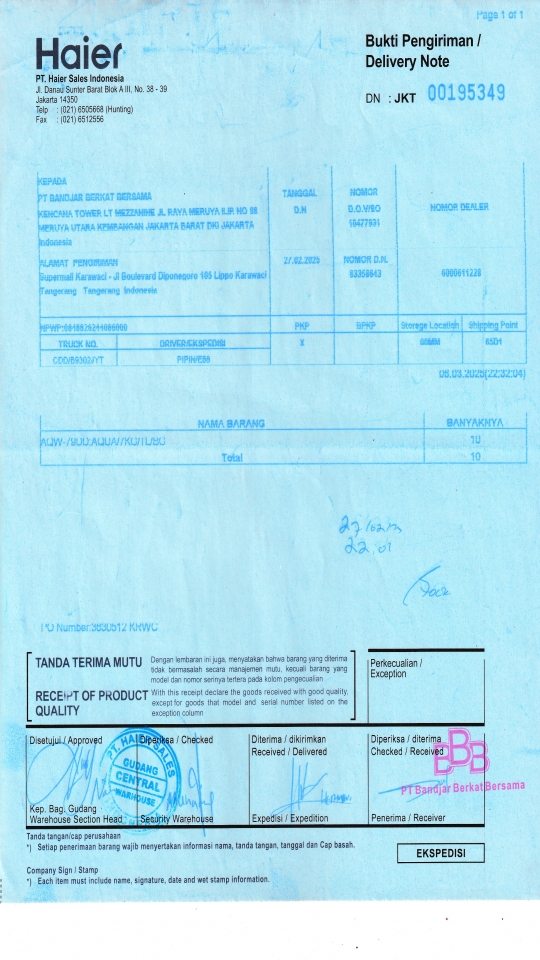 Page 1 of 1
Haier
PT. Haier Sales Indonesia
Jl. Danau Sunter Barat Blok A III, No. 38 - 39
Jakarta 14350
Telp : (021) 6505668 (Hunting)
Fax : (021) 6512556
Bukti Pengiriman /
Delivery Note
DN : JKT 00195349
KEPADA
PT BANDJAR BERKAT BERSAMA
KENCANA TOWER LT MEZZANINE JL RAYA MERUYA ILIR NO 88
MERUYA UTARA KEMBANGAN JAKARTA BARAT DKI JAKARTA
Indonesia
TANGGAL
D.N
NOMOR
D.O.V/SO
NOMOR DEALER
ALAMAT PENGIRIMAN
Supermall Karawaci - Jl Boulevard Diponegoro 105 Lippo Karawaci
Tangerang Tangerang Indonesia
27.02.2025
NOMOR D.N.
6000011228
PKP
BPKP
Storage Location
Shipping Point
TRUCK NO.
DRIVER/EKSPEDISI
X
06.03.2025(22:32:04)
NAMA BARANG
BANYAKNYA
10
Total
10
22.01
PO Number:3630512 KRWC
TANDA TERIMA MUTU
Dengan lembaran ini juga, menyatakan bahwa barang yang diterima
tidak bermasalah secara manajemen mutu, kecuali barang yang
model dan nomor serinya tertera pada kolom pengecualian
RECEIPT OF PRODUCT
QUALITY
With this receipt declare the goods received with good quality,
except for goods that model and serial number listed on the
exception column
Perkecualian /
Exception
Disetujui / Approved
Diperiksa / Checked
Diterima / dikirimkan
Received / Delivered
Diperiksa / diterima
Checked / Received
PT. HAIER SALES
GUDANG
CENTRAL
WAREHOUSE
BBB
PT Bandjar Berkat Bersama
Kep. Bag. Gudang
Warehouse Section Head
Security Warehouse
Expedisi / Expedition
Penerima / Receiver
Tanda tangan/cap perusahaan
*) Setiap penerimaan barang wajib menyertakan informasi nama, tanda tangan, tanggal dan Cap basah.
EKSPEDISI
Company Sign / Stamp
*) Each item must include name, signature, date and wet stamp information.